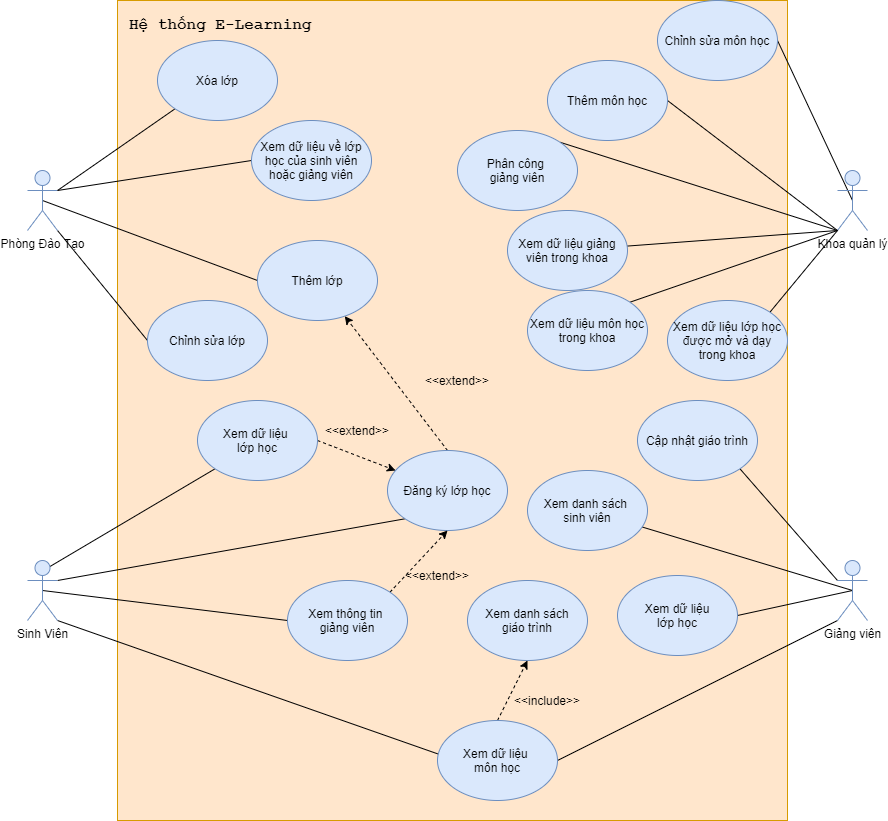 Hệ thống E-Learning
Chỉnh sửa môn học
Xóa lớp
Thêm môn học
Xem dữ liệu về lớp
học của sinh viên
hoặc giảng viên
Phân công
giảng viên
Phòng Đào Tạo
Khoa quản lý
Xem dữ liệu giảng
viên trong khoa
Thêm lớp
Xem dữ liệu môn học
trong khoa
Xem dữ liệu lớp học
được mở và dạy
trong khoa
Chỉnh sửa lớp
<<extend>>
<<extend>>
Xem dữ liệu
lớp học
Cập nhật giáo trình
Đăng ký lớp học
Xem danh sách
sinh viên
<<extend>>
Sinh Viên
Xem thông tin
giảng viên
Xem danh sách
giáo trình
Xem dữ liệu
lớp học
Giảng viên
<<include>>
Xem dữ liệu
môn học